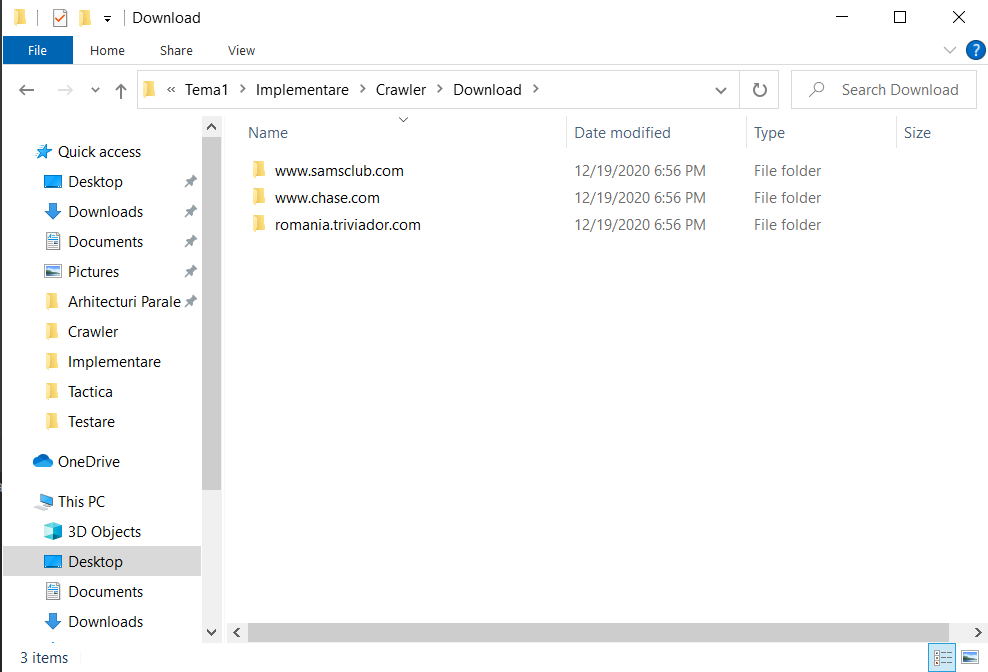 Download
File Home Share View
« Tema1 > Implementare > Crawler > Download > Search Download
Name Date modified Type Size
Quick access
Desktop
Downloads
Documents
Pictures
Arhitecturi Parale
Crawler
Implementare
Tactica
Testare
OneDrive
This PC
3D Objects
Desktop
Documents
Downloads
www.samsclub.com 12/19/2020 6:56 PM File folder
www.chase.com 12/19/2020 6:56 PM File folder
romania.triviador.com 12/19/2020 6:56 PM File folder
3 items